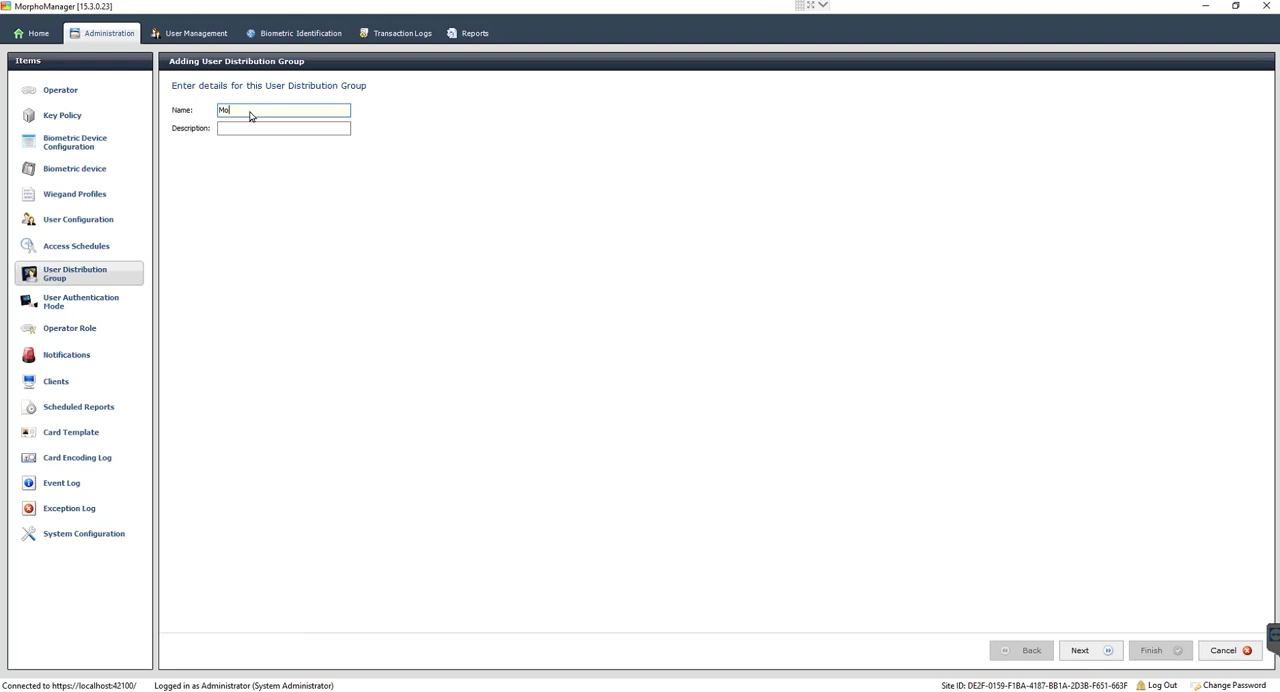 MorphoManager [15.3.0.23]
Home
Administration
User Management
Biometric Identification
Transaction Logs
Reports
Items
Operator
Key Policy
Biometric Device
Configuration
Biometric device
Wiegand Profiles
User Configuration
Access Schedules
User Distribution
Group
User Authentication
Mode
Operator Role
Notifications
Clients
Scheduled Reports
Card Template
Card Encoding Log
Event Log
Exception Log
System Configuration
Adding User Distribution Group
Enter details for this User Distribution Group
Name: Mo
Description:
Back
Next
Finish
Cancel
Connected to https://localhost:42100/
Logged in as Administrator (System Administrator)
Site ID: DE2F-0159-F1BA-4187-BB1A-2D3B-F651-663F
Log Out
Change Password